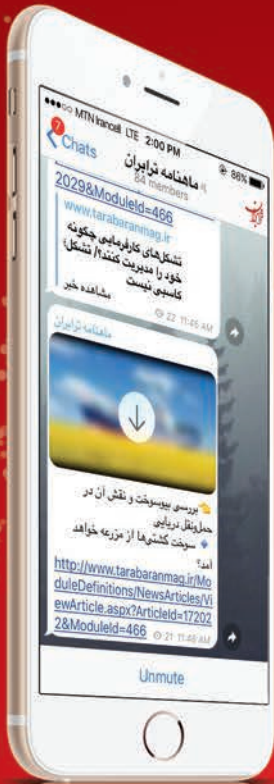 MTN Irancell LTE 2:00 PM 86%
7
Chats
ماهنامه ترابران
84 members
2029&ModuleId=466
www.tarabaranmag.ir
تشکل‌های کارفرمایی چگونه
خود را مدیریت کنند؟/ تشکل؛
کاسبی نیست
مشاهده خبر
22 11:46 AM
ماهنامه ترابران
بررسی بیوسوخت و نقش آن در
حمل‌ونقل دریایی
سوخت کشتی‌ها از مزرعه خواهد
آمد؟
http://www.tarabaranmag.ir/Mo
duleDefinitions/NewsArticles/Vi
ewArticle.aspx?ArticleId=17202
2&ModuleId=466 21 11:48 AM
Unmute